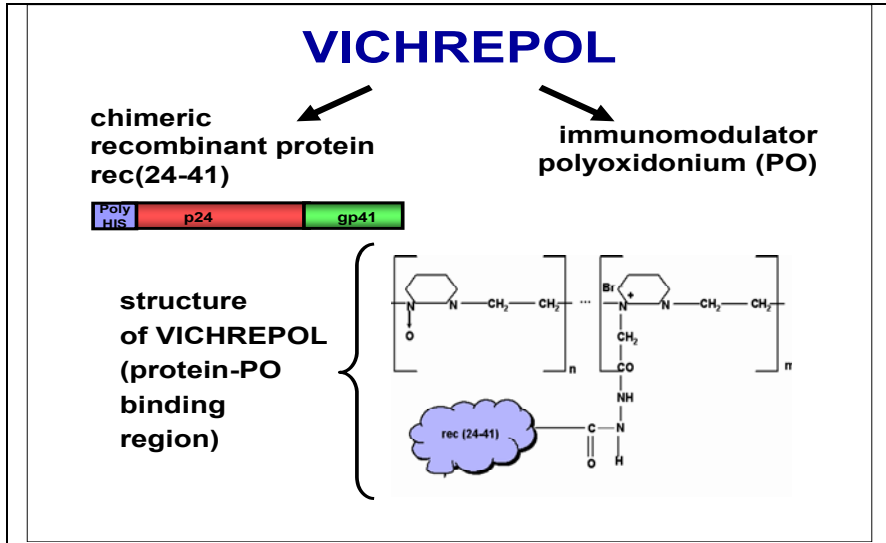 VICHREPOL
chimeric
recombinant protein
rec(24-41)
immunomodulator
polyoxidonium (PO)
Poly
HIS
p24
gp41
structure
of VICHREPOL
(protein-PO
binding
region)
N
N
CH2
CH2
...
Br
+
N
N
CH2
CH2
O
n
m
CH2
CO
NH
rec (24-41)
C
N
O
H